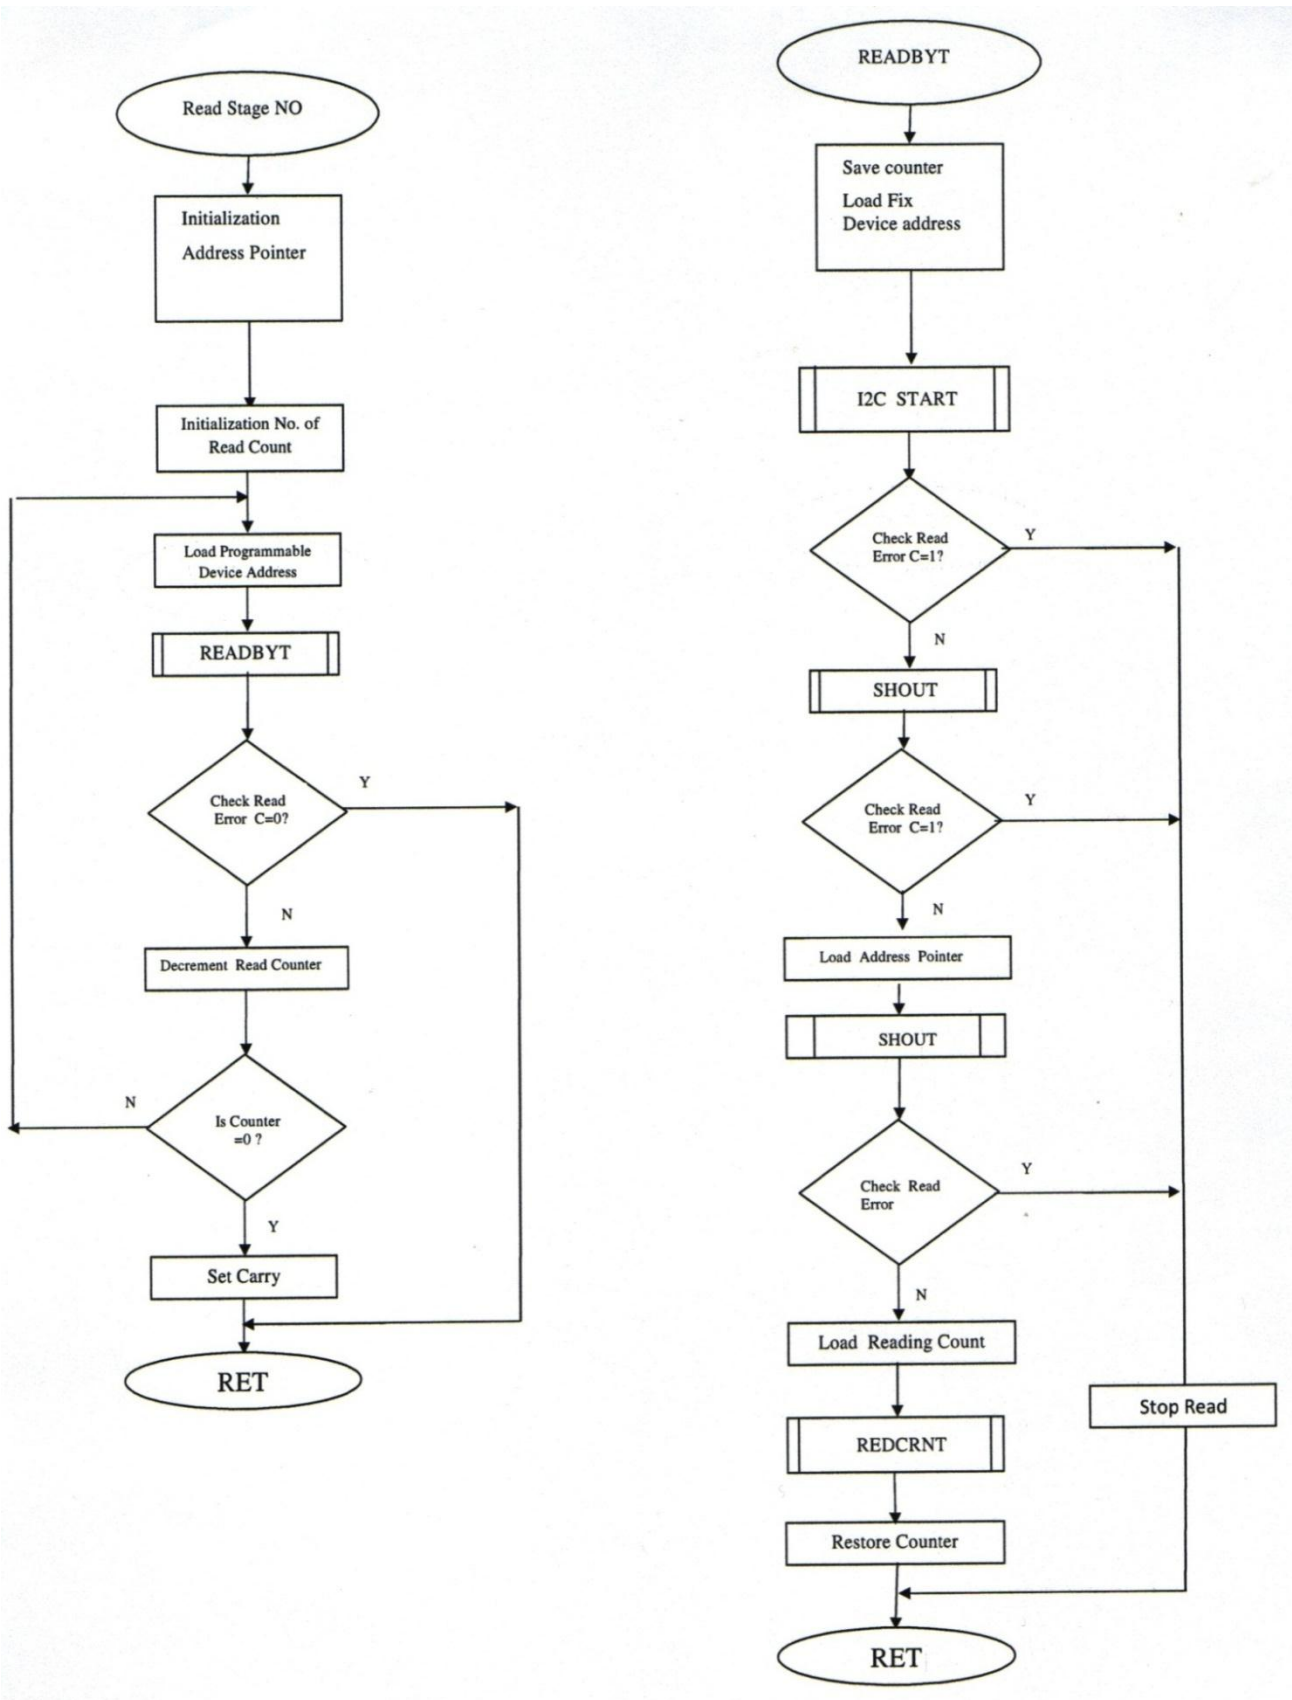 Read Stage NO
Initialization
Address Pointer
Initialization No. of
Read Count
Load Programmable
Device Address
READBYT
Check Read
Error C=0?
Y
N
Decrement Read Counter
Is Counter
=0 ?
N
Y
Set Carry
RET
READBYT
Save counter
Load Fix
Device address
I2C START
Check Read
Error C=1?
Y
N
SHOUT
Check Read
Error C=1?
Y
N
Load Address Pointer
SHOUT
Check Read
Error
Y
N
Load Reading Count
REDCRNT
Restore Counter
Stop Read
RET